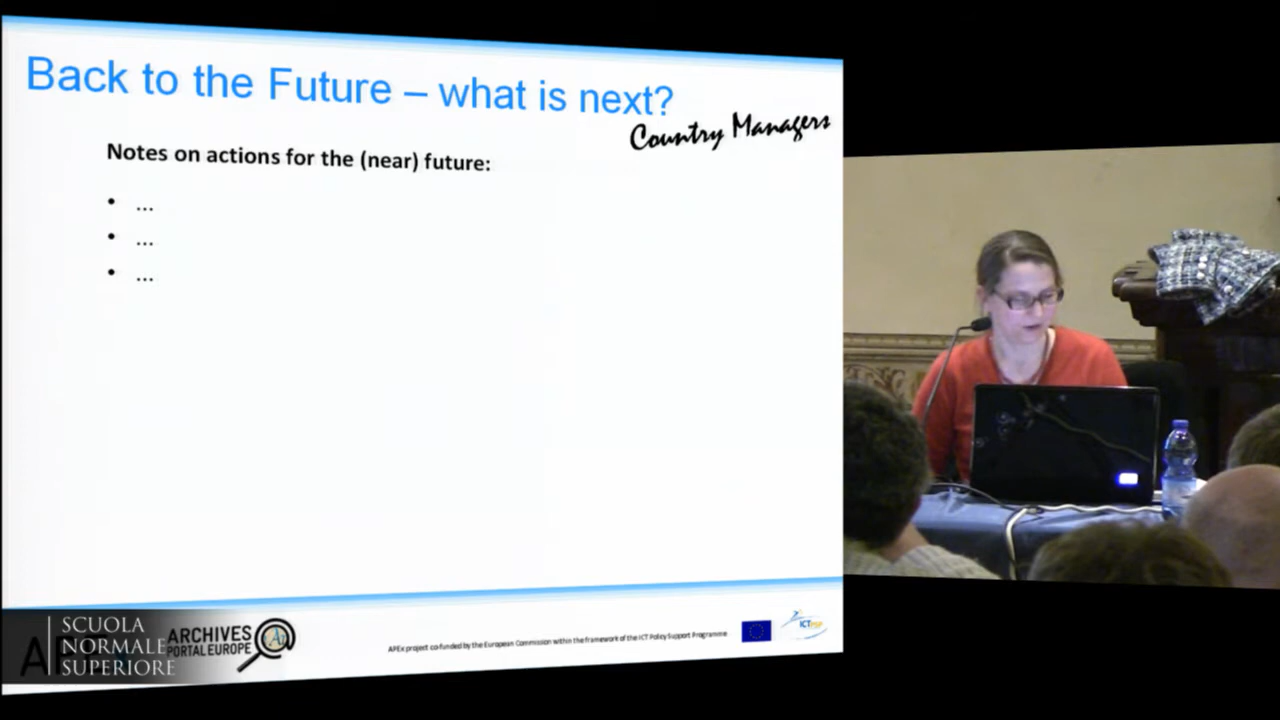 Back to the Future – what is next?
Country Managers
Notes on actions for the (near) future:
• ...
• ...
• ...
SCUOLA
NORMALE
SUPERIORE
ARCHIVES
PORTAL EUROPE
APEx project co-funded by the European Commission within the framework of the ICT Policy Support Programme
ICT PSP